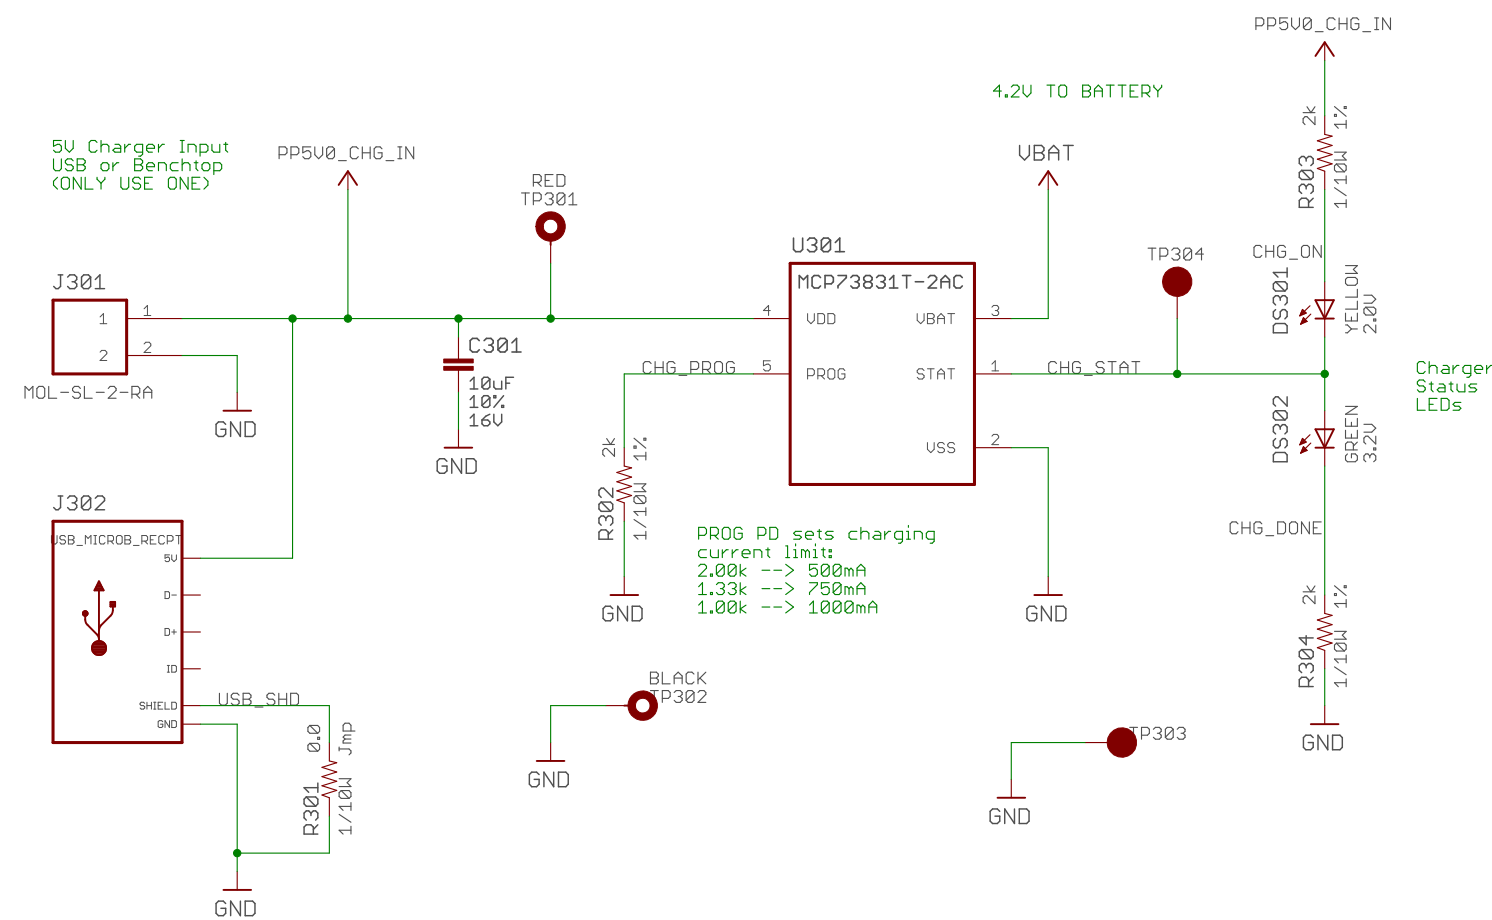 PP5V0_CHG_IN
4.2V TO BATTERY
2k
1%
R303
1/10W
5V Charger Input
USB or Benchtop
(ONLY USE ONE)
PP5V0_CHG_IN
VBAT
RED
TP301
U301
MCP73831T-2AC
4
VDD
VBAT
3
5
PROG
STAT
1
VSS
2
TP304
CHG_ON
DS301
YELLOW
2.0V
J301
1
1
2
2
MOL-SL-2-RA
GND
C301
10uF
10%
16V
GND
CHG_PROG
CHG_STAT
Charger
Status
LEDs
DS302
GREEN
3.2V
2k
1%
R302
1/10W
GND
PROG PD sets charging
current limit:
2.00k --> 500mA
1.33k --> 750mA
1.00k --> 1000mA
GND
CHG_DONE
2k
1%
R304
1/10W
GND
J302
USB_MICROB_RECPT
5V
D-
D+
ID
SHIELD
GND
USB_SHD
0.0
Jmp
R301
1/10W
GND
BLACK
TP302
GND
TP303
GND